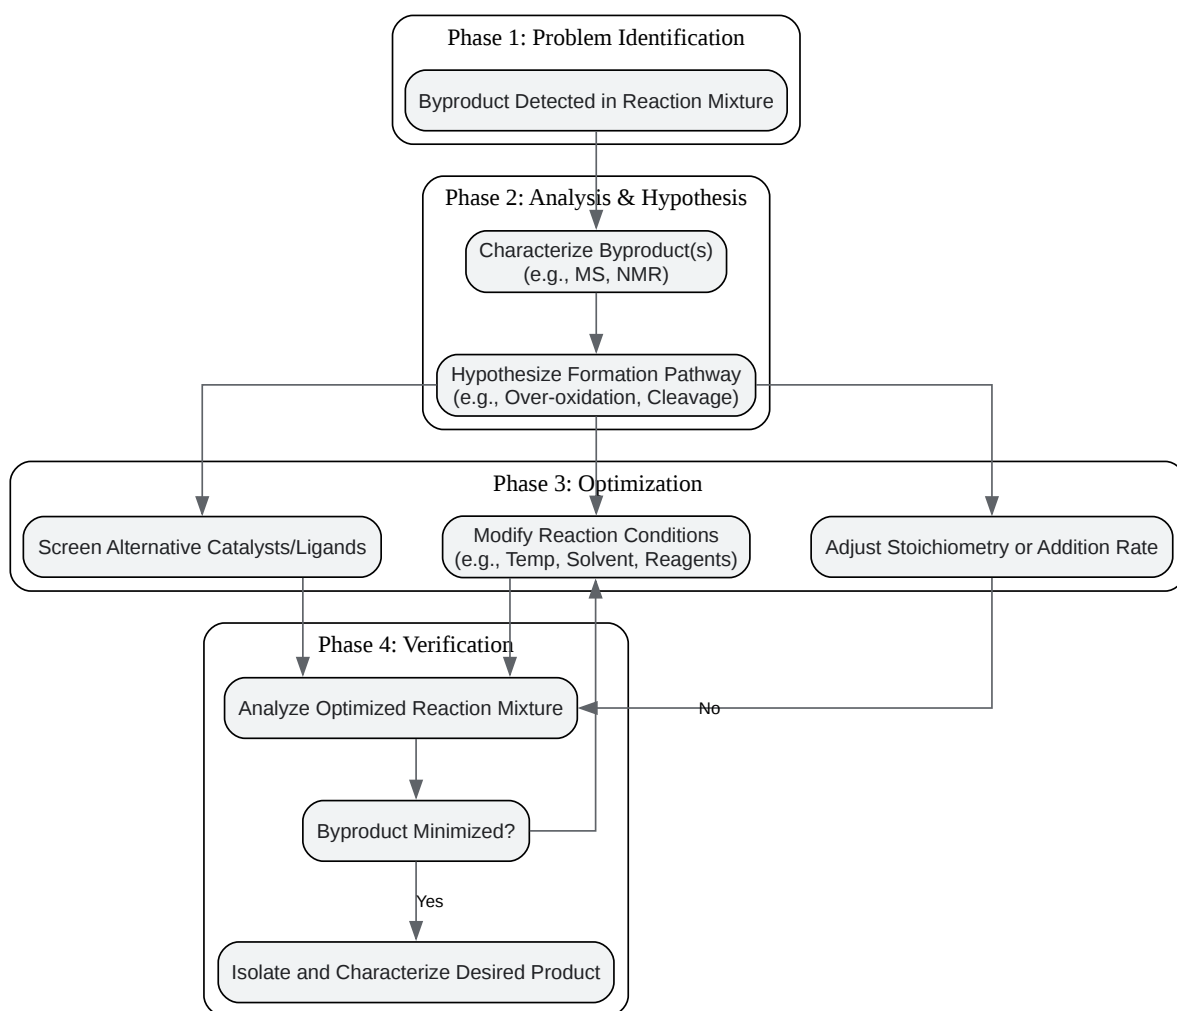 Phase 1: Problem Identification
Byproduct Detected in Reaction Mixture
Phase 2: Analysis & Hypothesis
Characterize Byproduct(s)
(e.g., MS, NMR)
Hypothesize Formation Pathway
(e.g., Over-oxidation, Cleavage)
Phase 3: Optimization
Screen Alternative Catalysts/Ligands
Modify Reaction Conditions
(e.g., Temp, Solvent, Reagents)
Adjust Stoichiometry or Addition Rate
Phase 4: Verification
Analyze Optimized Reaction Mixture
No
Byproduct Minimized?
Yes
Isolate and Characterize Desired Product